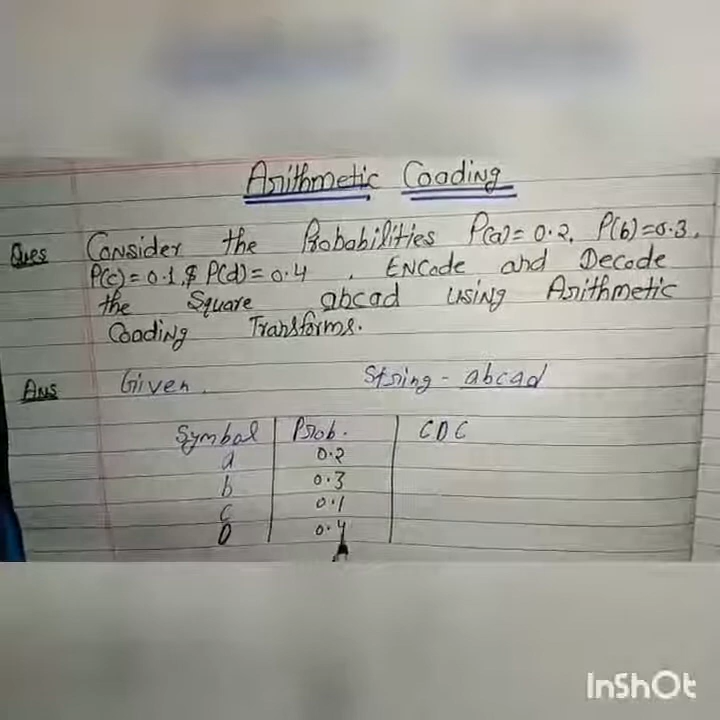 Arithmetic Coading
Ques Consider the Probabilities P(a)= 0.2, P(b)=0.3,
P(c)=0.1, & P(d)= 0.4 , Encode and Decode
the Square abcad using Arithmetic
Coading Transforms.
Ans Given String - abcad
Symbol Prob. CDC
a 0.2
b 0.3
c 0.1
D 0.4
InShOt